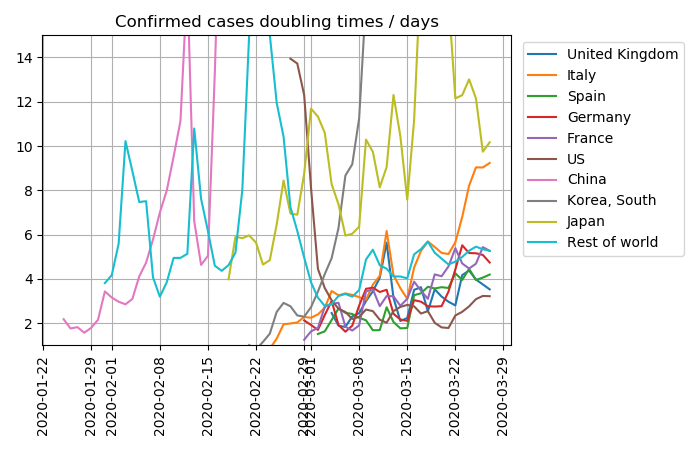 Confirmed cases doubling times / days
14
12
10
8
6
4
2
2020-01-22
2020-01-29
2020-02-01
2020-02-08
2020-02-15
2020-02-22
2020-02-29
2020-03-01
2020-03-08
2020-03-15
2020-03-22
2020-03-29
United Kingdom
Italy
Spain
Germany
France
US
China
Korea, South
Japan
Rest of world